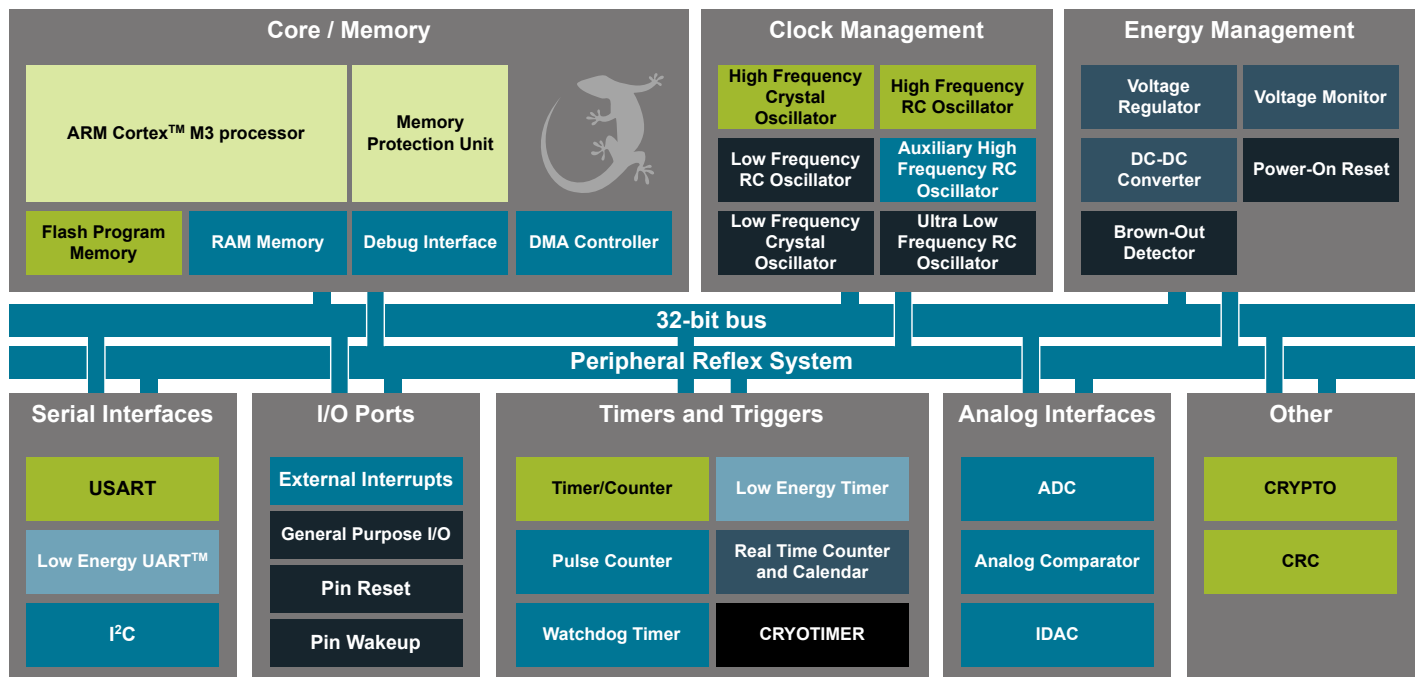 Core / Memory
ARM Cortex™ M3 processor
Memory
Protection Unit
Flash Program
Memory
RAM Memory
Debug Interface
DMA Controller
Clock Management
High Frequency
Crystal
Oscillator
High Frequency
RC Oscillator
Low Frequency
RC Oscillator
Auxiliary High
Frequency RC
Oscillator
Low Frequency
Crystal
Oscillator
Ultra Low
Frequency RC
Oscillator
Energy Management
Voltage
Regulator
Voltage Monitor
DC-DC
Converter
Power-On Reset
Brown-Out
Detector
32-bit bus
Peripheral Reflex System
Serial Interfaces
USART
Low Energy UART™
I²C
I/O Ports
External Interrupts
General Purpose I/O
Pin Reset
Pin Wakeup
Timers and Triggers
Timer/Counter
Low Energy Timer
Pulse Counter
Real Time Counter
and Calendar
Watchdog Timer
CRYOTIMER
Analog Interfaces
ADC
Analog Comparator
IDAC
Other
CRYPTO
CRC